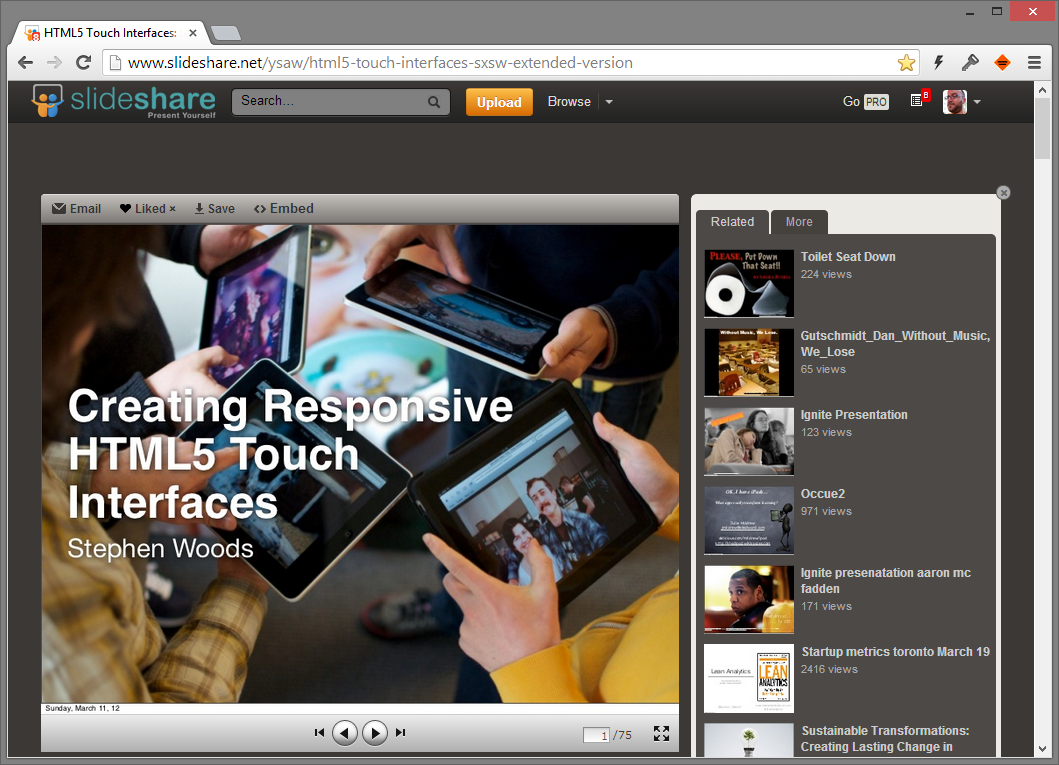 HTML5 Touch Interfaces:
www.slideshare.net/ysaw/html5-touch-interfaces-sxsw-extended-version
slideshare
Present Yourself
Search...
Upload
Browse
Go PRO
8
Email
Liked ×
Save
Embed
Creating Responsive
HTML5 Touch
Interfaces
Stephen Woods
Sunday, March 11, 12
1 /75
Related
More
PLEASE, Put Down
That Seat!!
Toilet Seat Down
224 views
Without Music, We Lose.
Gutschmidt_Dan_Without_Music,
We_Lose
65 views
Ignite Presentation
123 views
OK, I have iPads...
Occue2
971 views
Ignite presenatation aaron mc
fadden
171 views
Lean Analytics
LEAN
ANALYTICS
Startup metrics toronto March 19
2416 views
Sustainable Transformations:
Creating Lasting Change in